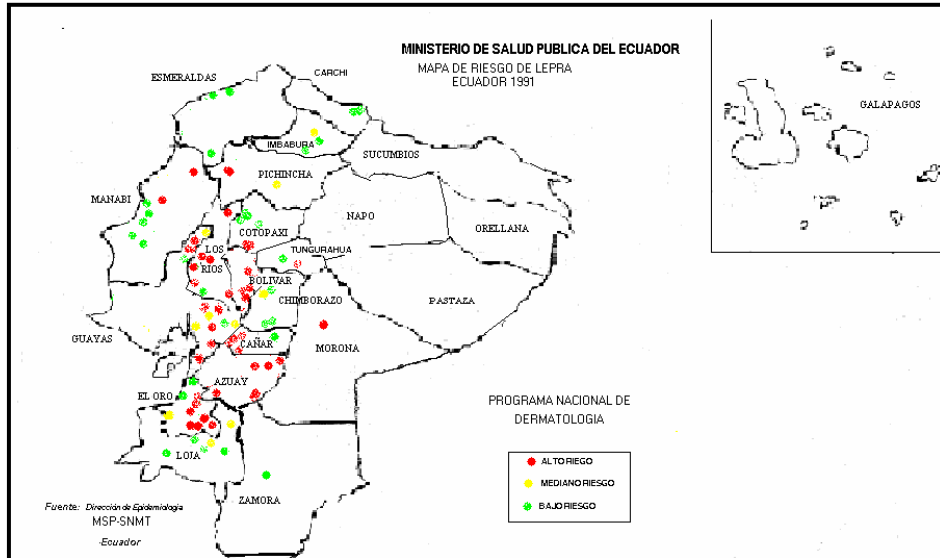 MINISTERIO DE SALUD PUBLICA DEL ECUADOR
MAPA DE RIESGO DE LEPRA
ECUADOR 1991
CARCHI
ESMERALDAS
GALAPAGOS
IMBABURA
SUCUMBIOS
PICHINCHA
MANABI
NAPO
COTOPAXI
ORELLANA
LOS
RIOS
TUNGURAHUA
BOLIVAR
CHIMBORAZO
PASTAZA
GUAYAS
CAÑAR
MORONA
AZUAY
EL ORO
PROGRAMA NACIONAL DE
DERMATOLOGIA
LOJA
ZAMORA
ALTO RIEGO
MEDIANO RIESGO
BAJO RIESGO
Fuente: Dirección de Epidemiologia
MSP-SNMT
-Ecuador